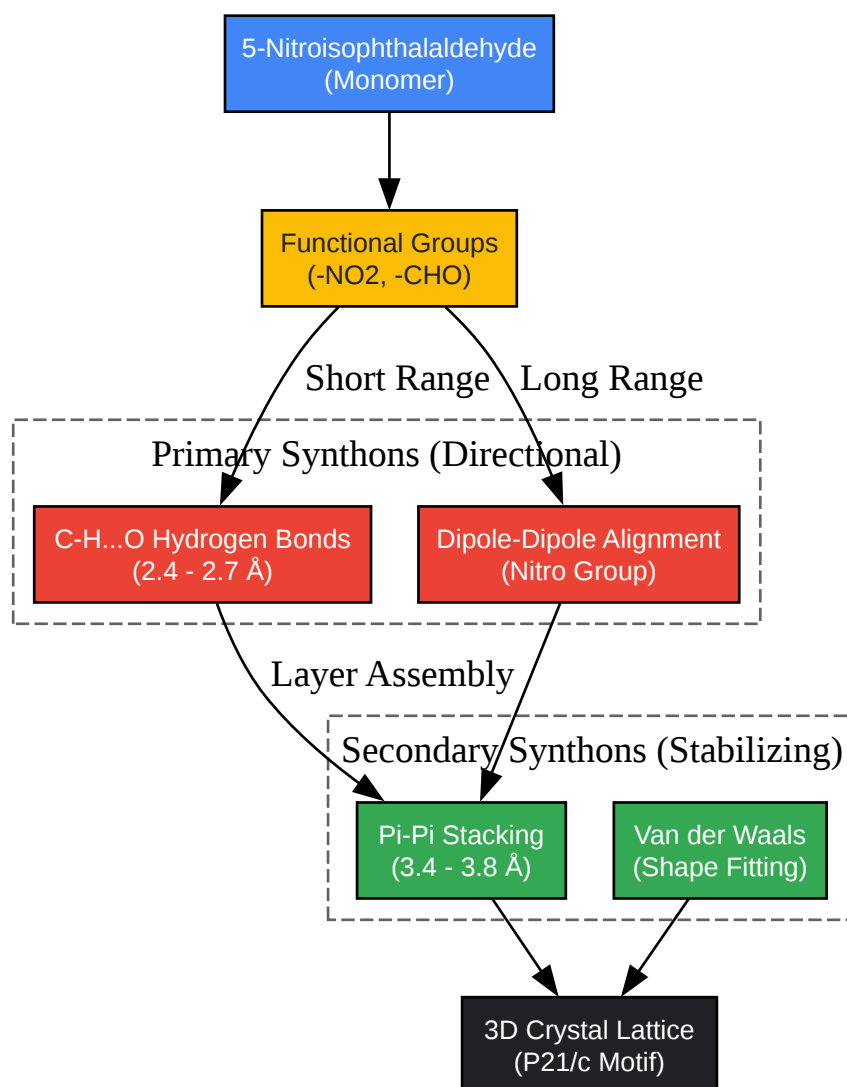 5-Nitroisophthalaldehyde
(Monomer)
Functional Groups
(-NO2, -CHO)
Short Range
Long Range
Primary Synthons (Directional)
C-H...O Hydrogen Bonds
(2.4 - 2.7 Å)
Dipole-Dipole Alignment
(Nitro Group)
Layer Assembly
Secondary Synthons (Stabilizing)
Pi-Pi Stacking
(3.4 - 3.8 Å)
Van der Waals
(Shape Fitting)
3D Crystal Lattice
(P21/c Motif)